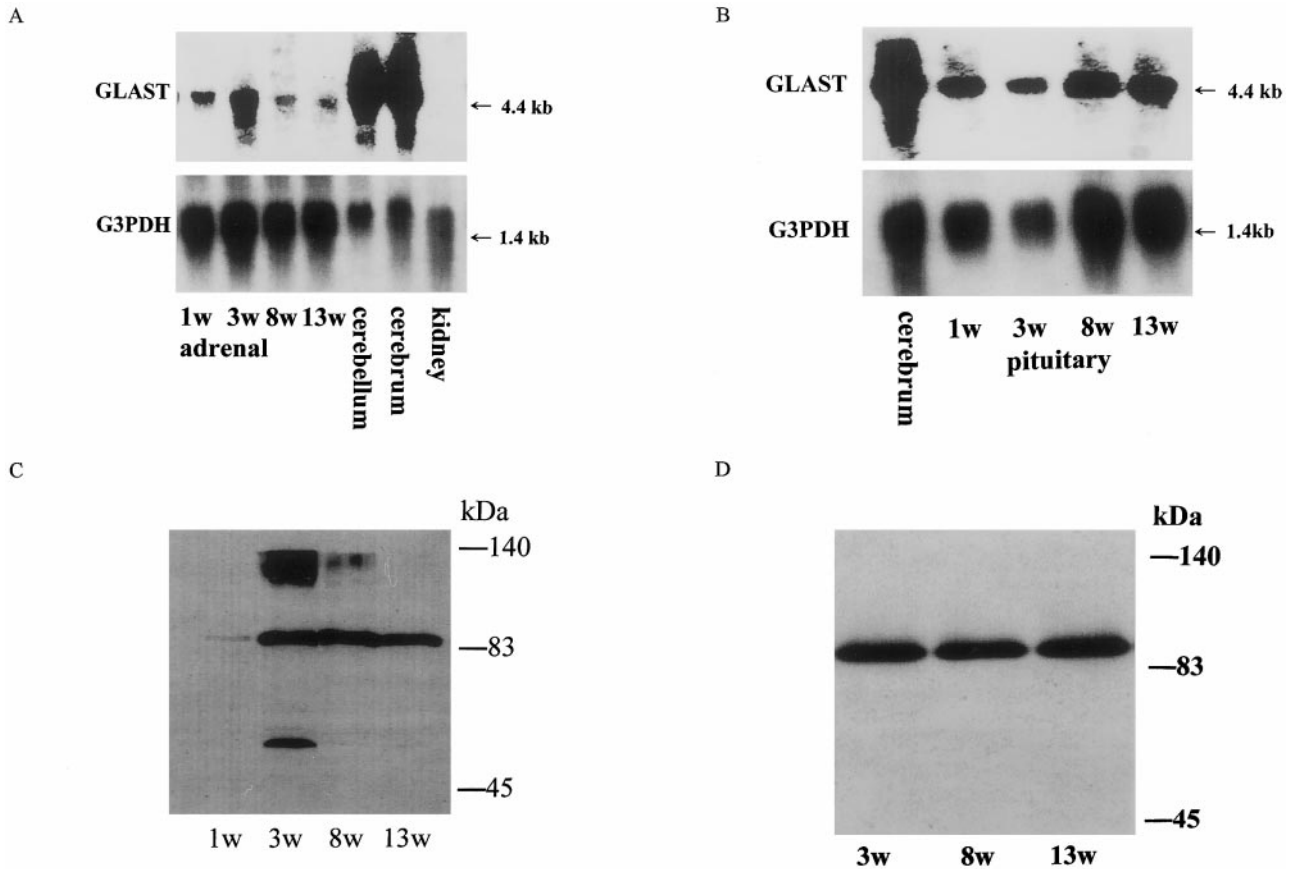 A
GLAST
← 4.4 kb
G3PDH
← 1.4 kb
1w 3w 8w 13w
adrenal
cerebellum
cerebrum
kidney
B
GLAST
← 4.4 kb
G3PDH
← 1.4kb
cerebrum
1w 3w 8w 13w
pituitary
C
kDa
—140
—83
—45
1w 3w 8w 13w
D
kDa
—140
—83
—45
3w 8w 13w